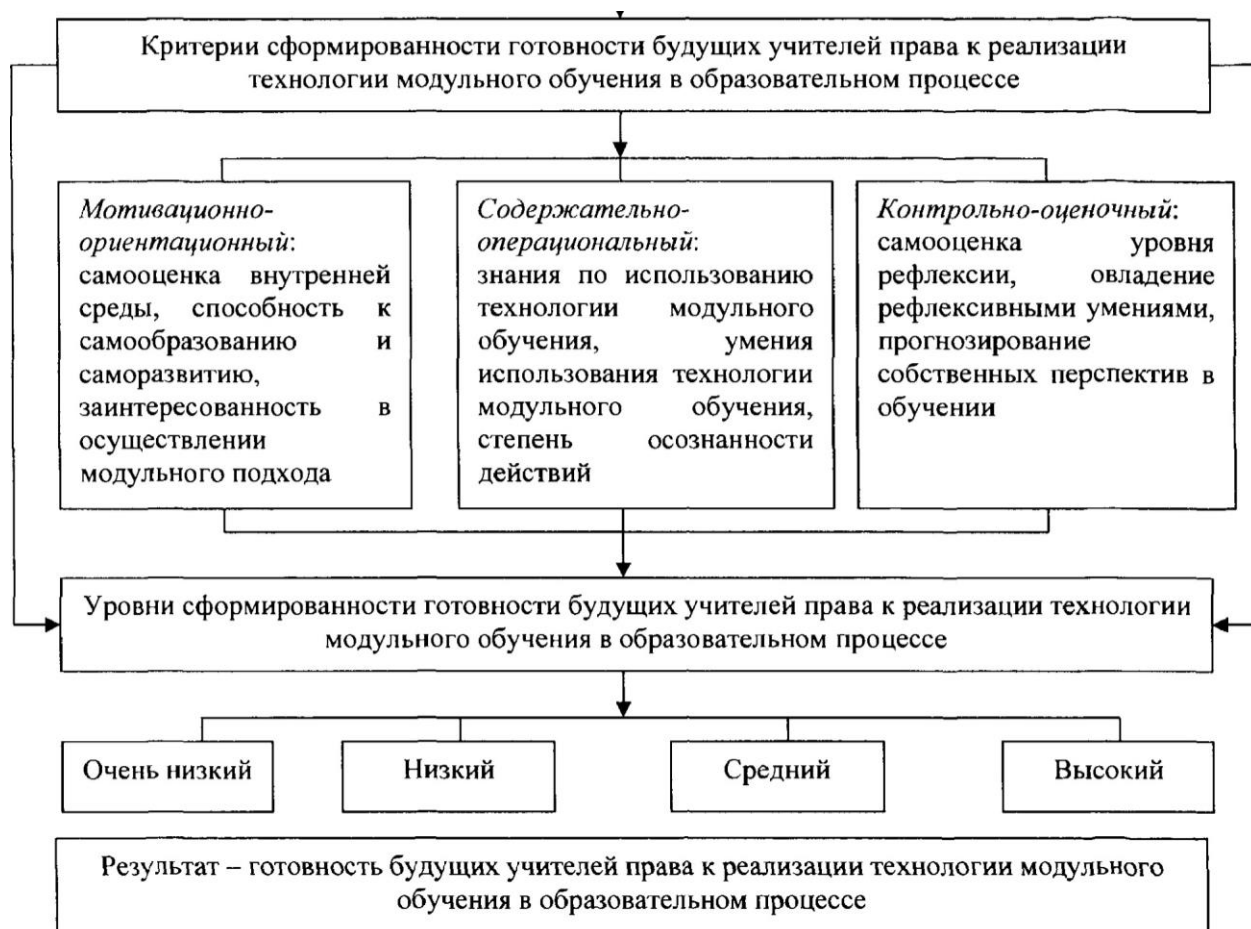 Критерии сформированности готовности будущих учителей права к реализации
технологии модульного обучения в образовательном процессе
Мотивационно-
ориентационный:
самооценка внутренней
среды, способность к
самообразованию и
саморазвитию,
заинтересованность в
осуществлении
модульного подхода
Содержательно-
операциональный:
знания по использованию
технологии модульного
обучения, умения
использования технологии
модульного обучения,
степень осознанности
действий
Контрольно-оценочный:
самооценка уровня
рефлексии, овладение
рефлексивными умениями,
прогнозирование
собственных перспектив в
обучении
Уровни сформированности готовности будущих учителей права к реализации технологии
модульного обучения в образовательном процессе
Очень низкий
Низкий
Средний
Высокий
Результат – готовность будущих учителей права к реализации технологии модульного
обучения в образовательном процессе